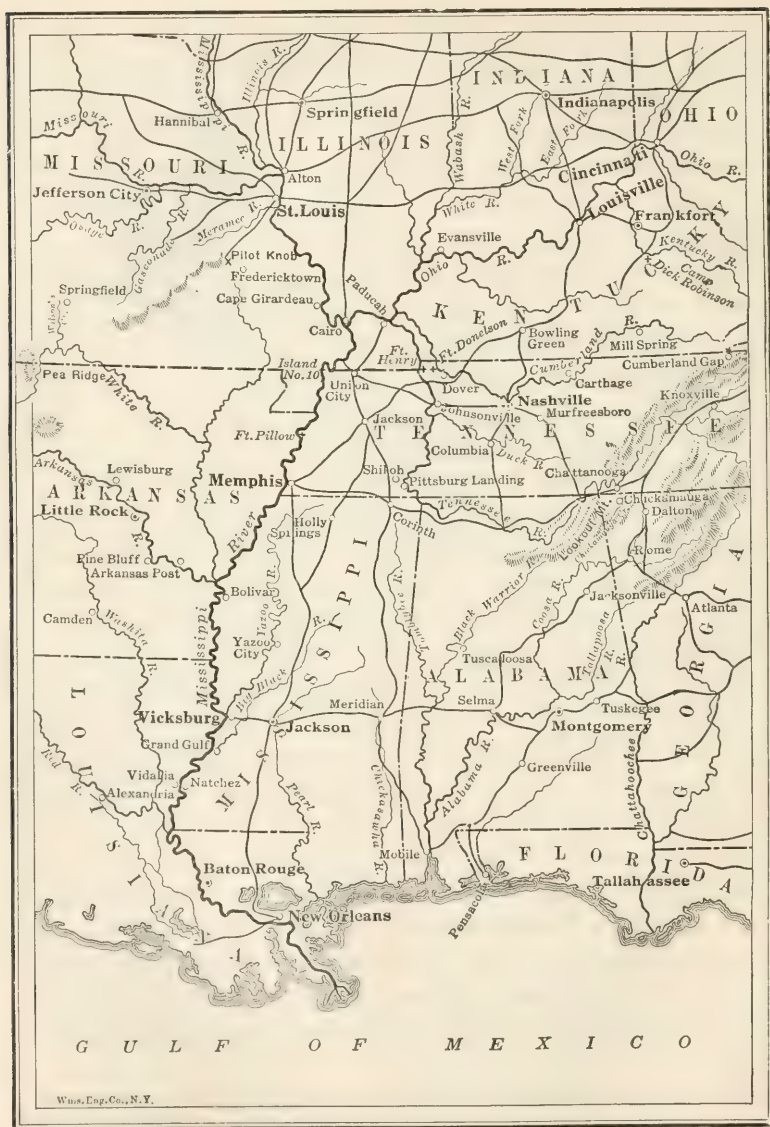 Mississippi
Illinois R.
INDIANA
Indianapolis
OHIO
Springfield
Hannibal
R.
Missouri
ILLINOIS
Wabash R.
West Fork
East Fork
Cincinnati
Ohio R.
MISSOURI
R.
Alton
Jefferson City
Louisville
White R.
St. Louis
Frankfort
Osage R.
Gasconade R.
Meramec R.
Evansville
Kentucky R.
Pilot Knob
Ohio R.
Camp
Dick Robinson
Fredericktown
Springfield
Paducah
KENTUCKY
Cape Girardeau
Wilson's
Cairo
Ft. Donelson
Bowling
Green
R.
Mill Spring
Ft.
Henry
Cumberland
Cumberland Gap
Island
No. 10
Pea Ridge
White R.
Union
City
Dover
Carthage
Nashville
Knoxville
Johnsonville
Murfreesboro
Jackson
TENNESSEE
Ft. Pillow
Columbia
Duck R.
Arkansas
Lewisburg
Shiloh
Chattanooga
Memphis
Pittsburg Landing
ARKANSAS
Chickamauga
Little Rock
Tennessee R.
Dalton
R.
Holly
Springs
Corinth
Lookout Mt.
River
Pine Bluff
Rome
Arkansas Post
MISSISSIPPI
Tombigbee R.
Black Warrior R.
Coosa R.
Jacksonville
Bolivar
Yazoo R.
Atlanta
Camden
Washita R.
Tallapoosa R.
Yazoo
City
R.
Tuscaloosa
Mississippi
ALABAMA
GEORGIA
Big Black
Meridian
Selma
Tuskegee
Vicksburg
Jackson
Montgomery
LOUISIANA
Grand Gulf
Greenville
Vidalia
Natchez
Alabama R.
Chattahoochee
Red R.
Alexandria
Pearl R.
Chickasawha R.
Mobile
FLORIDA
Baton Rouge
Tallahassee
Pensacola
New Orleans
GULF OF MEXICO
Wms. Eng. Co., N.Y.